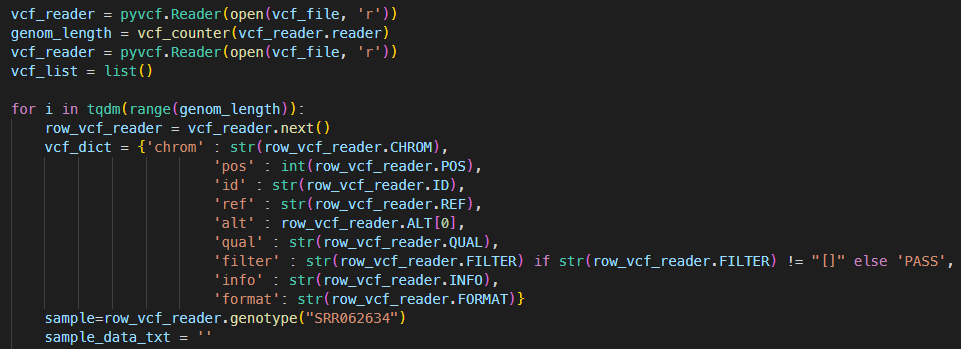 vcf_reader = pyvcf.Reader(open(vcf_file, 'r'))
genom_length = vcf_counter(vcf_reader.reader)
vcf_reader = pyvcf.Reader(open(vcf_file, 'r'))
vcf_list = list()
for i in tqdm(range(genom_length)):
    row_vcf_reader = vcf_reader.next()
    vcf_dict = {'chrom' : str(row_vcf_reader.CHROM),
                        'pos' : int(row_vcf_reader.POS),
                        'id' : str(row_vcf_reader.ID),
                        'ref' : str(row_vcf_reader.REF),
                        'alt' : row_vcf_reader.ALT[0],
                        'qual' : str(row_vcf_reader.QUAL),
                        'filter' : str(row_vcf_reader.FILTER) if str(row_vcf_reader.FILTER) != "[]" else 'PASS',
                        'info' : str(row_vcf_reader.INFO),
                        'format': str(row_vcf_reader.FORMAT)}
    sample=row_vcf_reader.genotype("SRR062634")
    sample_data_txt = ''